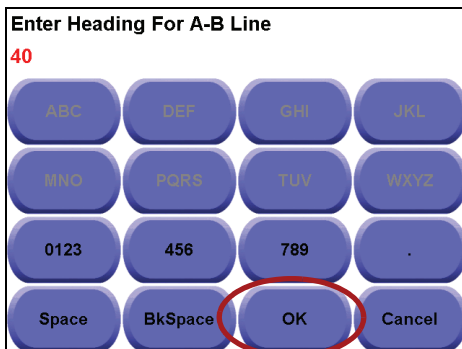 Enter Heading For A-B Line
40
ABC DEF GHI JKL
MNO PQRS TUV WXYZ
0123 456 789 .
Space BkSpace OK Cancel